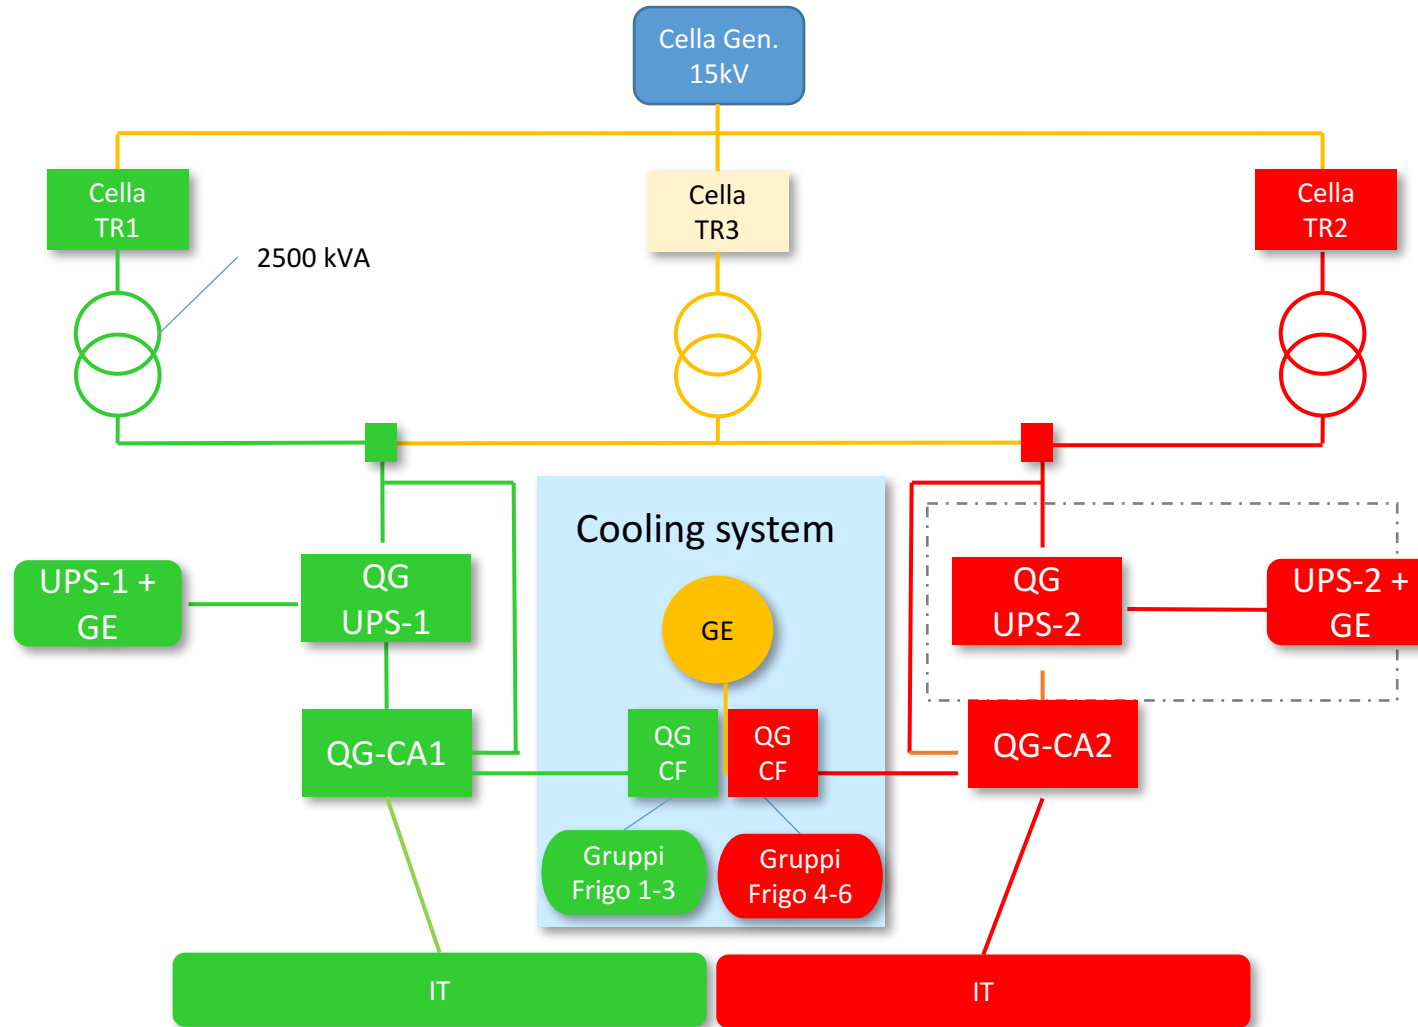 Cella Gen.
15kV
Cella
TR1
Cella
TR3
Cella
TR2
2500 kVA
Cooling system
UPS-1 +
GE
QG
UPS-1
GE
QG
UPS-2
UPS-2 +
GE
QG-CA1
QG
CF
QG
CF
QG-CA2
Gruppi
Frigo 1-3
Gruppi
Frigo 4-6
IT
IT